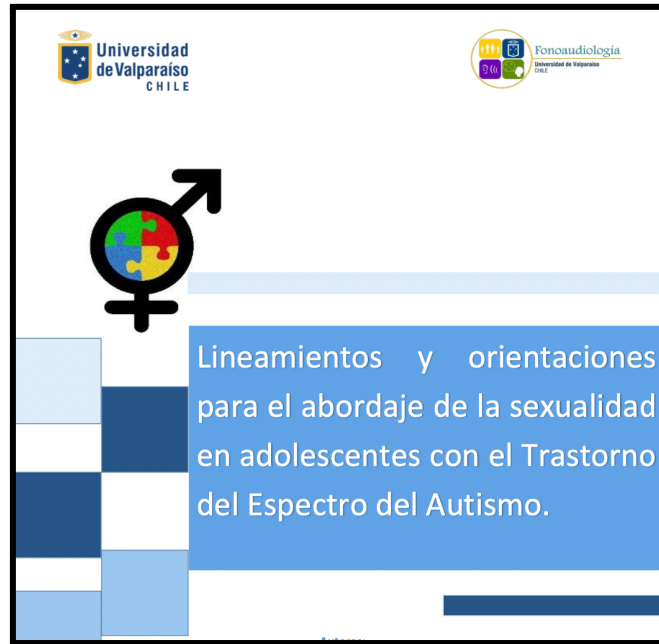 Universidad
de Valparaíso
CHILE
Fonoaudiología
Universidad de Valparaíso
CHILE
Lineamientos y orientaciones
para el abordaje de la sexualidad
en adolescentes con el Trastorno
del Espectro del Autismo.